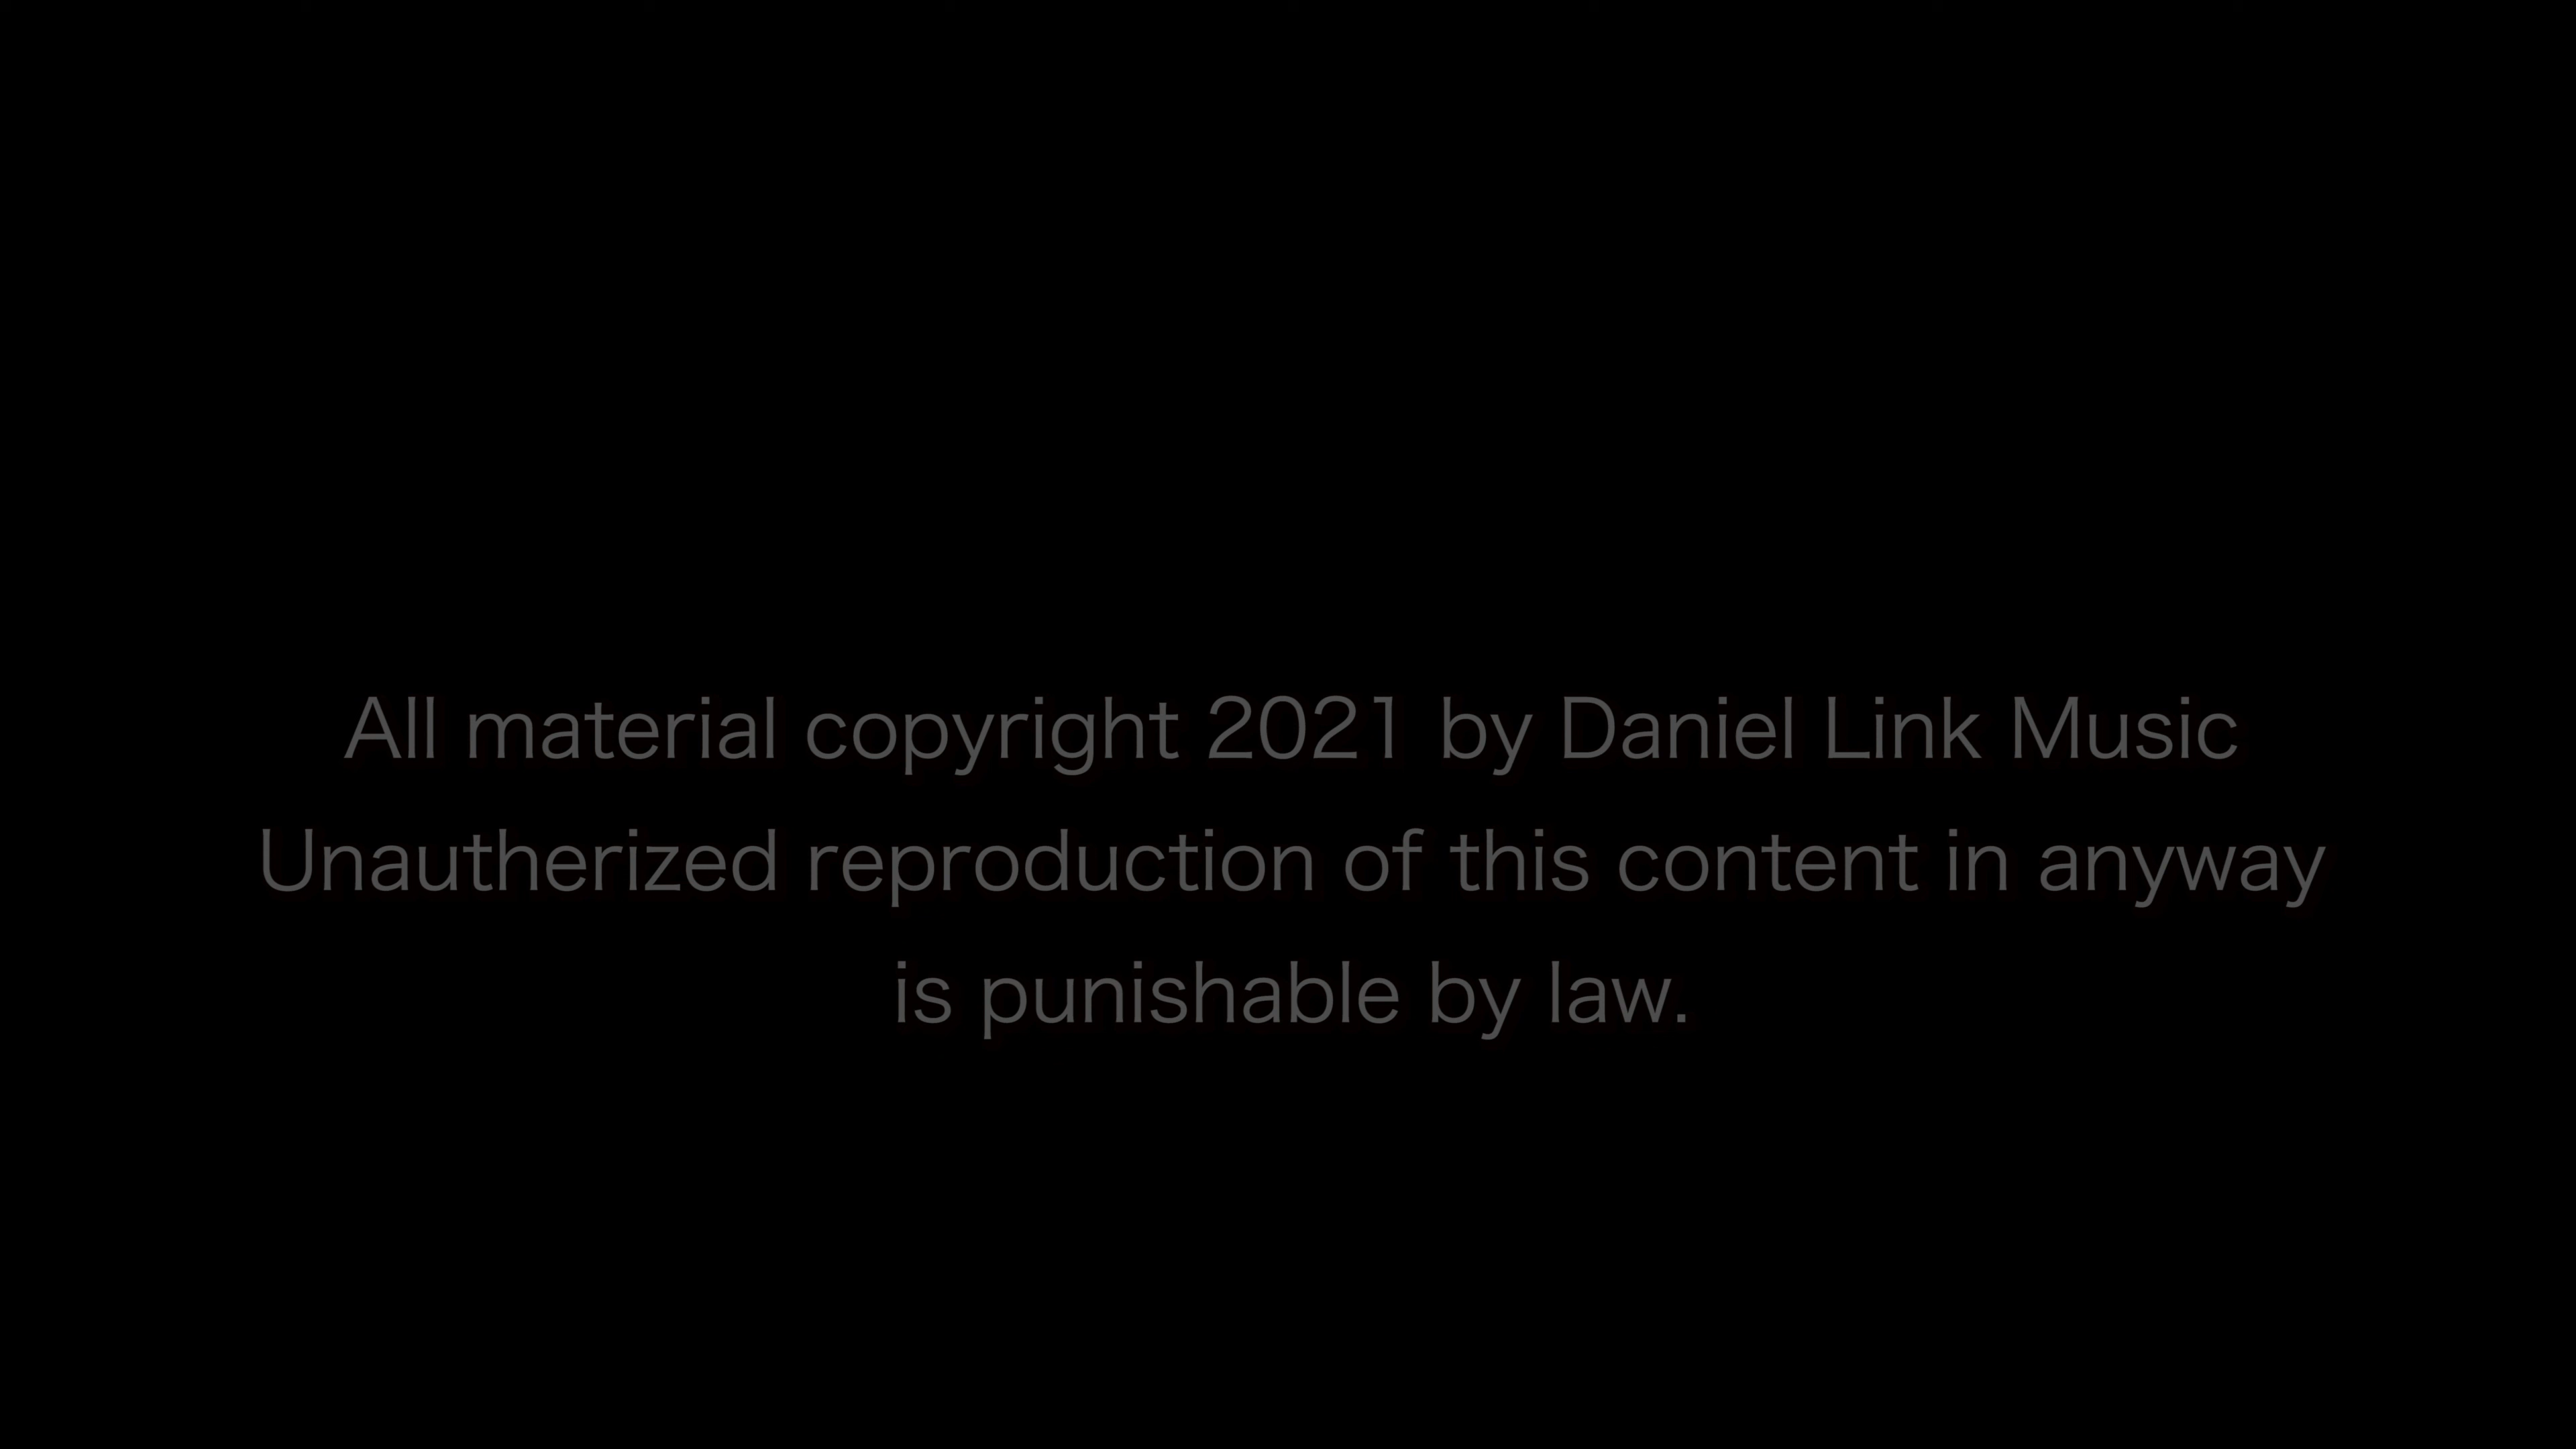 All material copyright 2021 by Daniel Link Music
Unautherized reproduction of this content in anyway
is punishable by law.